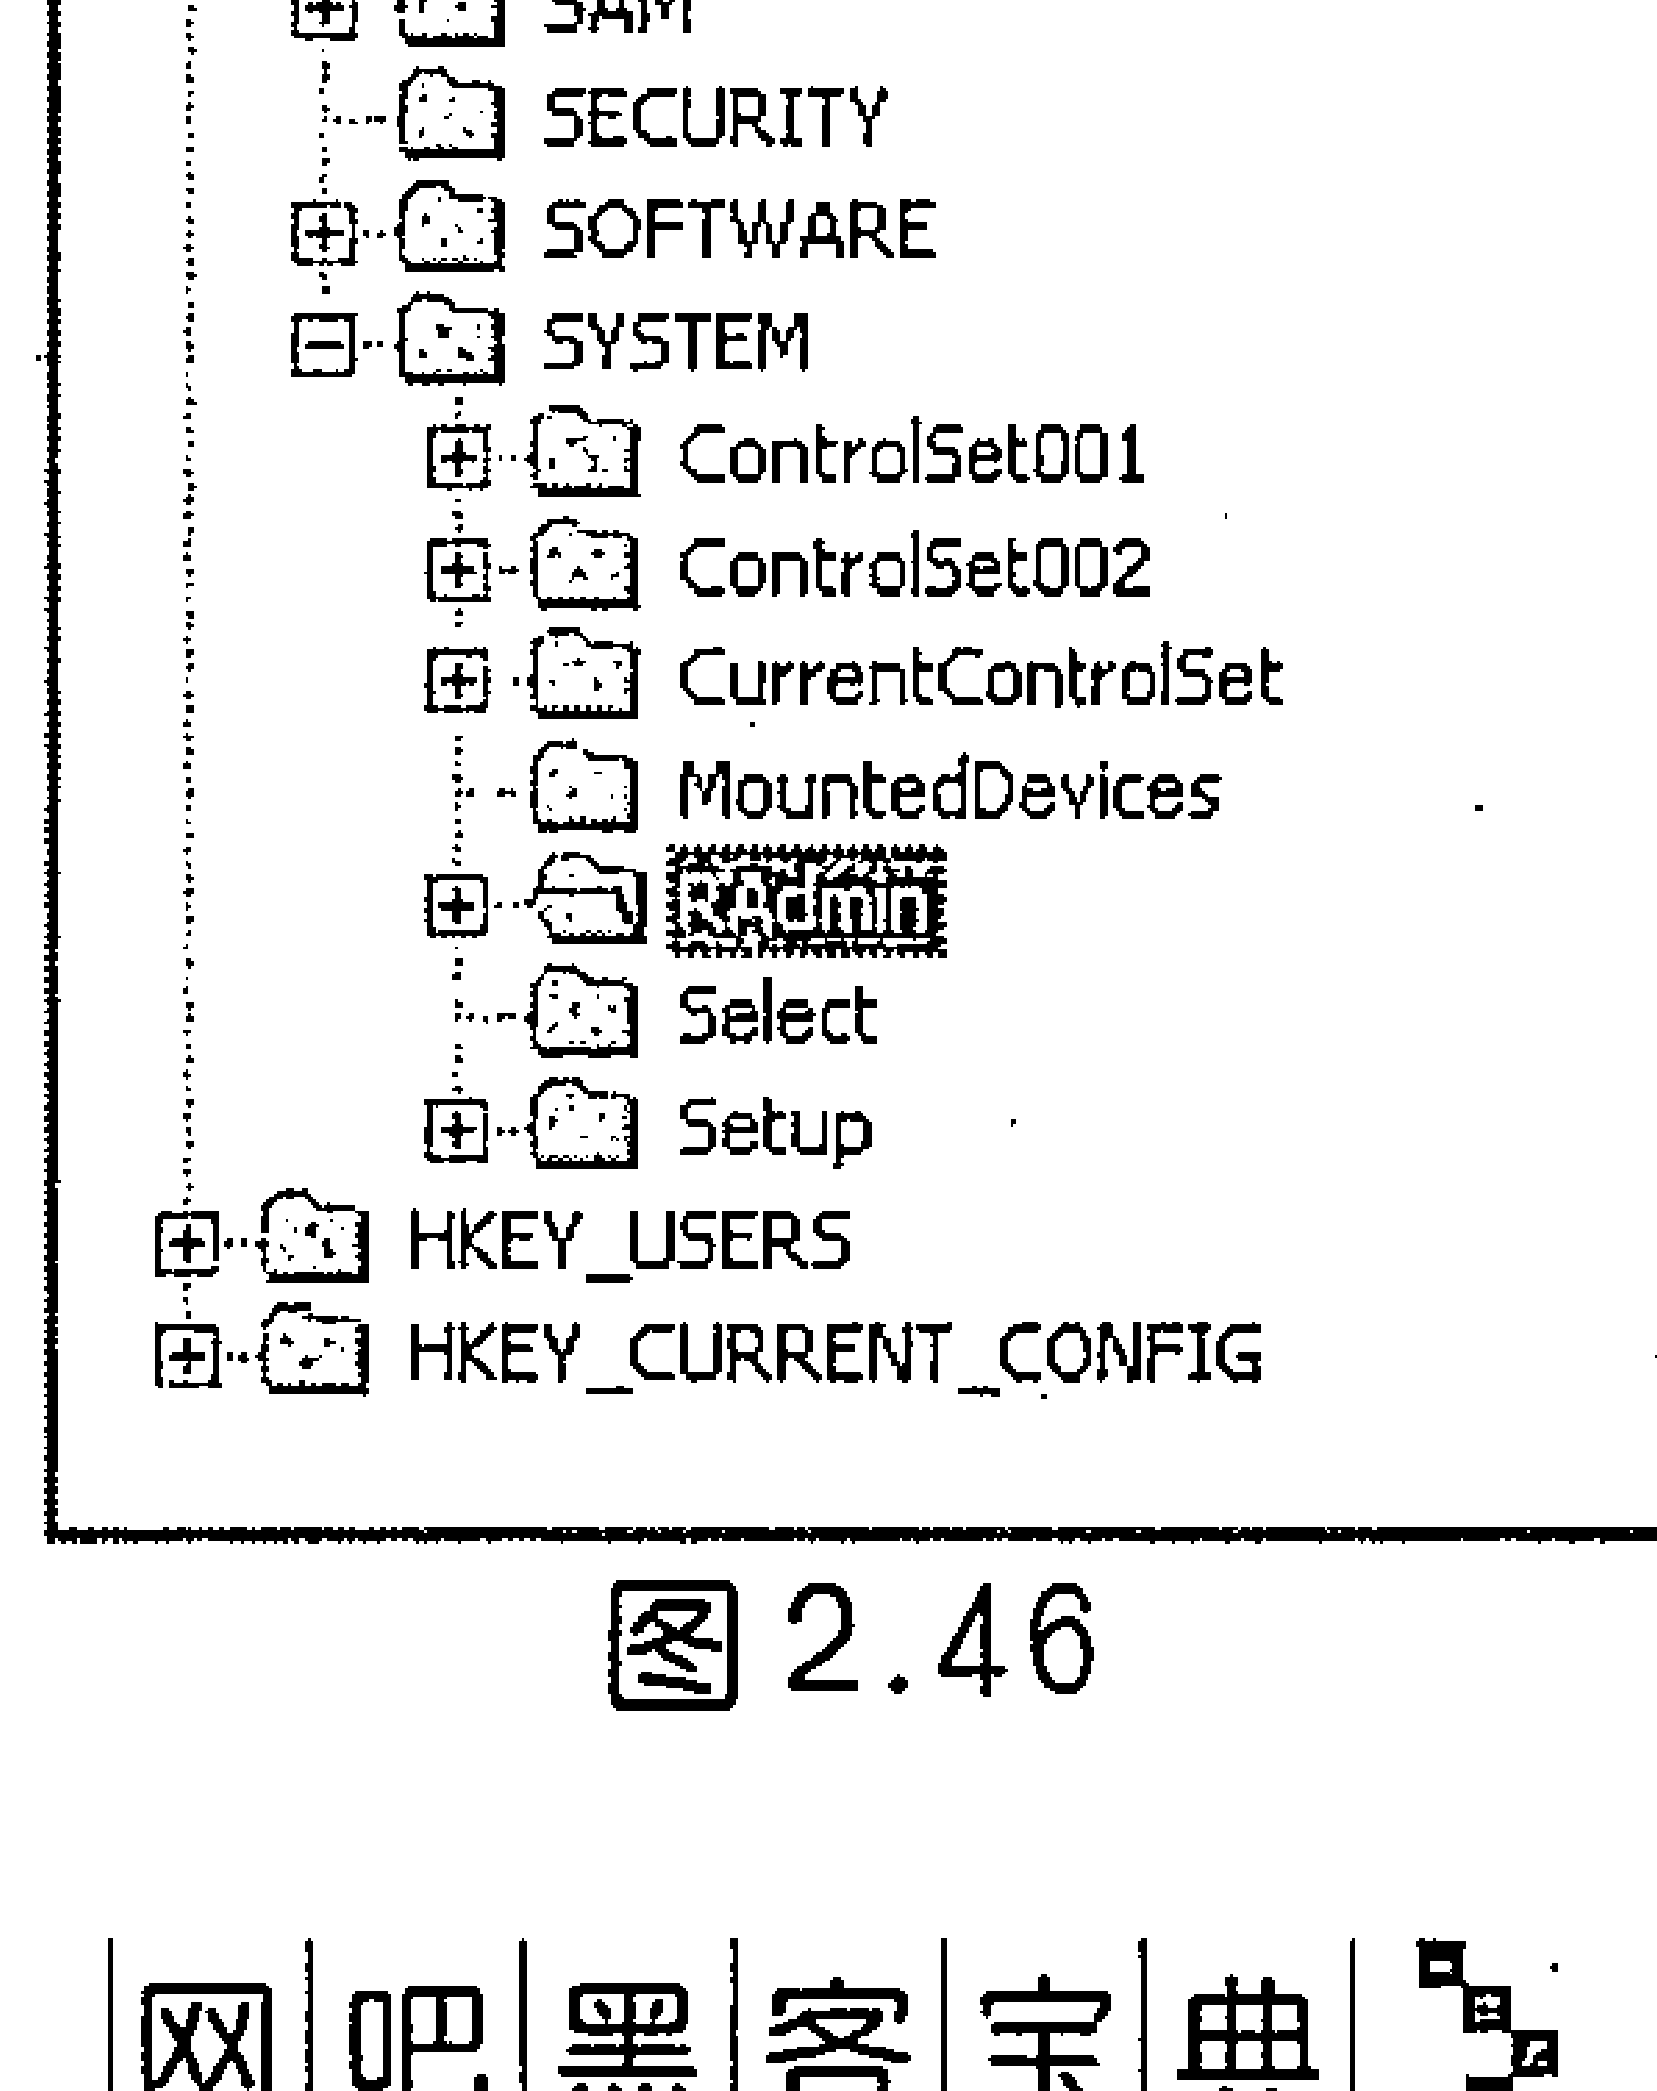 SAM
SECURITY
SOFTWARE
SYSTEM
ControlSet001
ControlSet002
CurrentControlSet
MountedDevices
RAdmin
Select
Setup
HKEY_USERS
HKEY_CURRENT_CONFIG
图 2.46
网吧黑客宝典